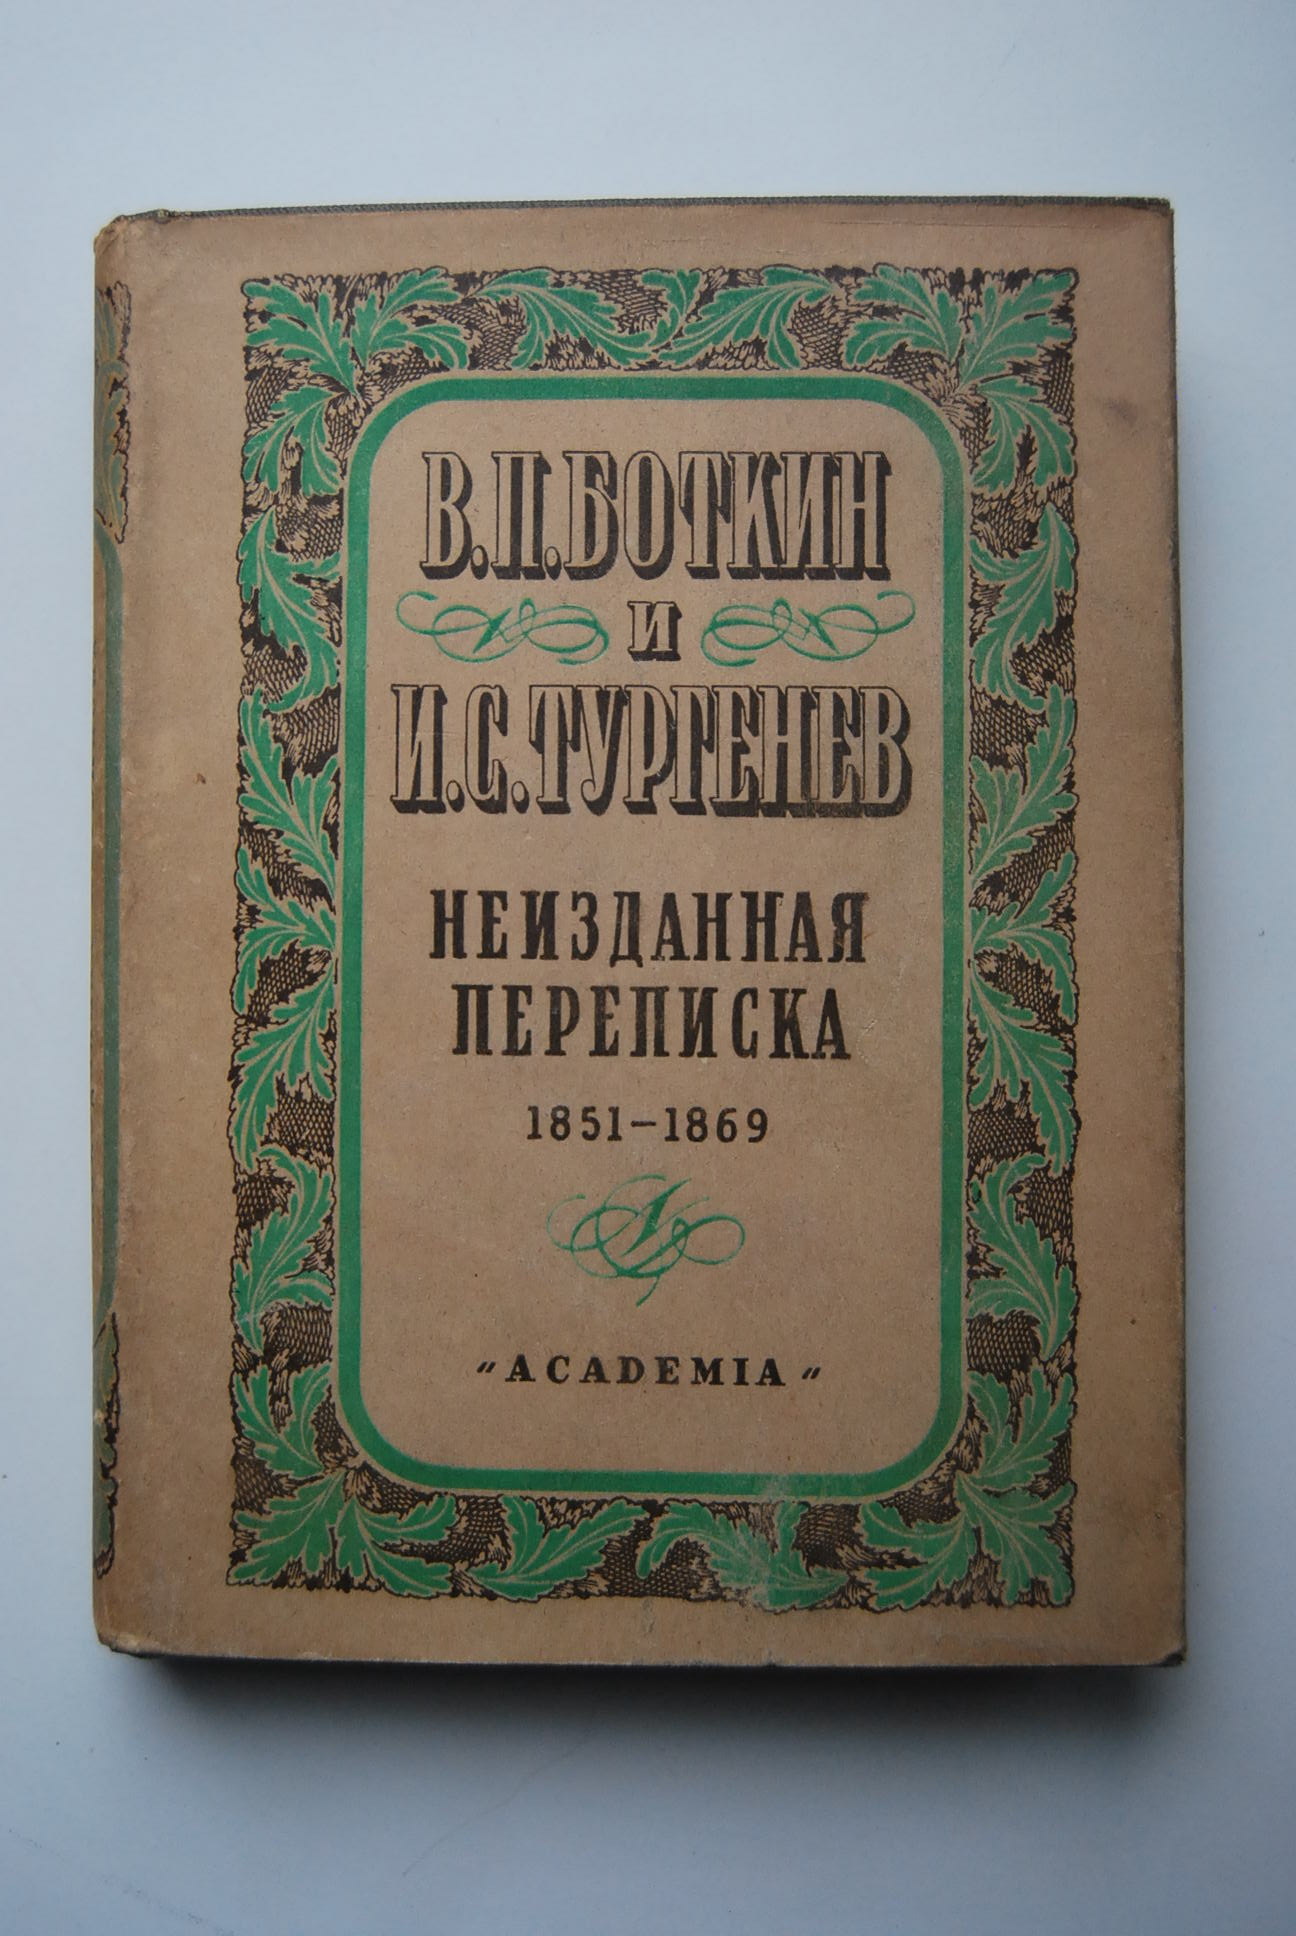 В.П.БОТКИН
И
И.С.ТУРГЕНЕВ
НЕИЗДАННАЯ
ПЕРЕПИСКА
1851–1869
"ACADEMIA"